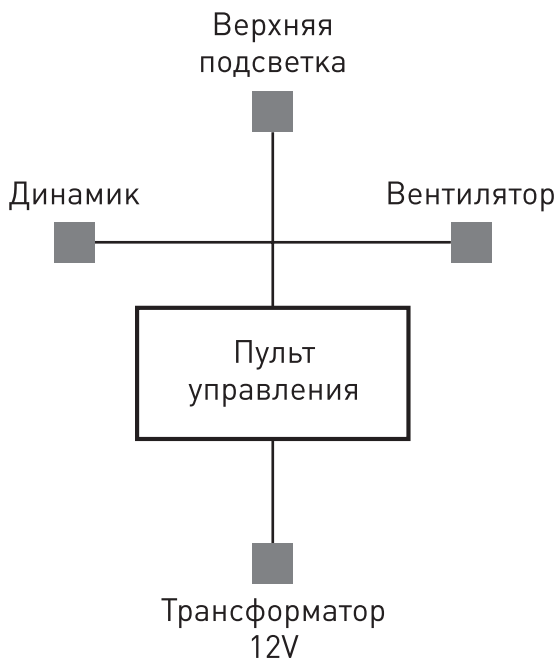 Верхняя
подсветка
Динамик
Вентилятор
Пульт
управления
Трансформатор
12V